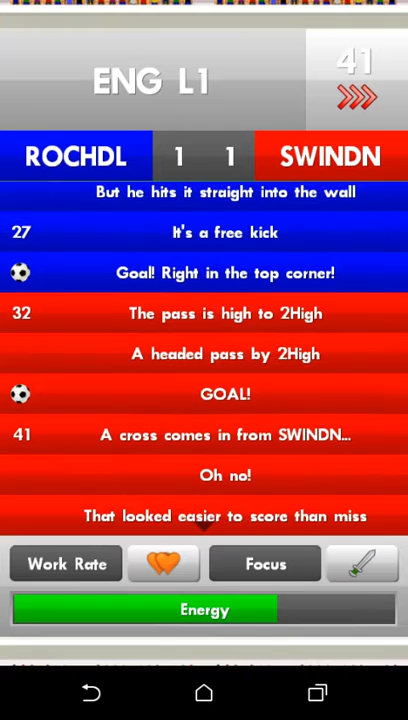 ENG L1
41
ROCHDL 1 1 SWINDN
But he hits it straight into the wall
27 It's a free kick
Goal! Right in the top corner!
32 The pass is high to 2High
A headed pass by 2High
GOAL!
41 A cross comes in from SWINDN...
Oh no!
That looked easier to score than miss
Work Rate Focus
Energy